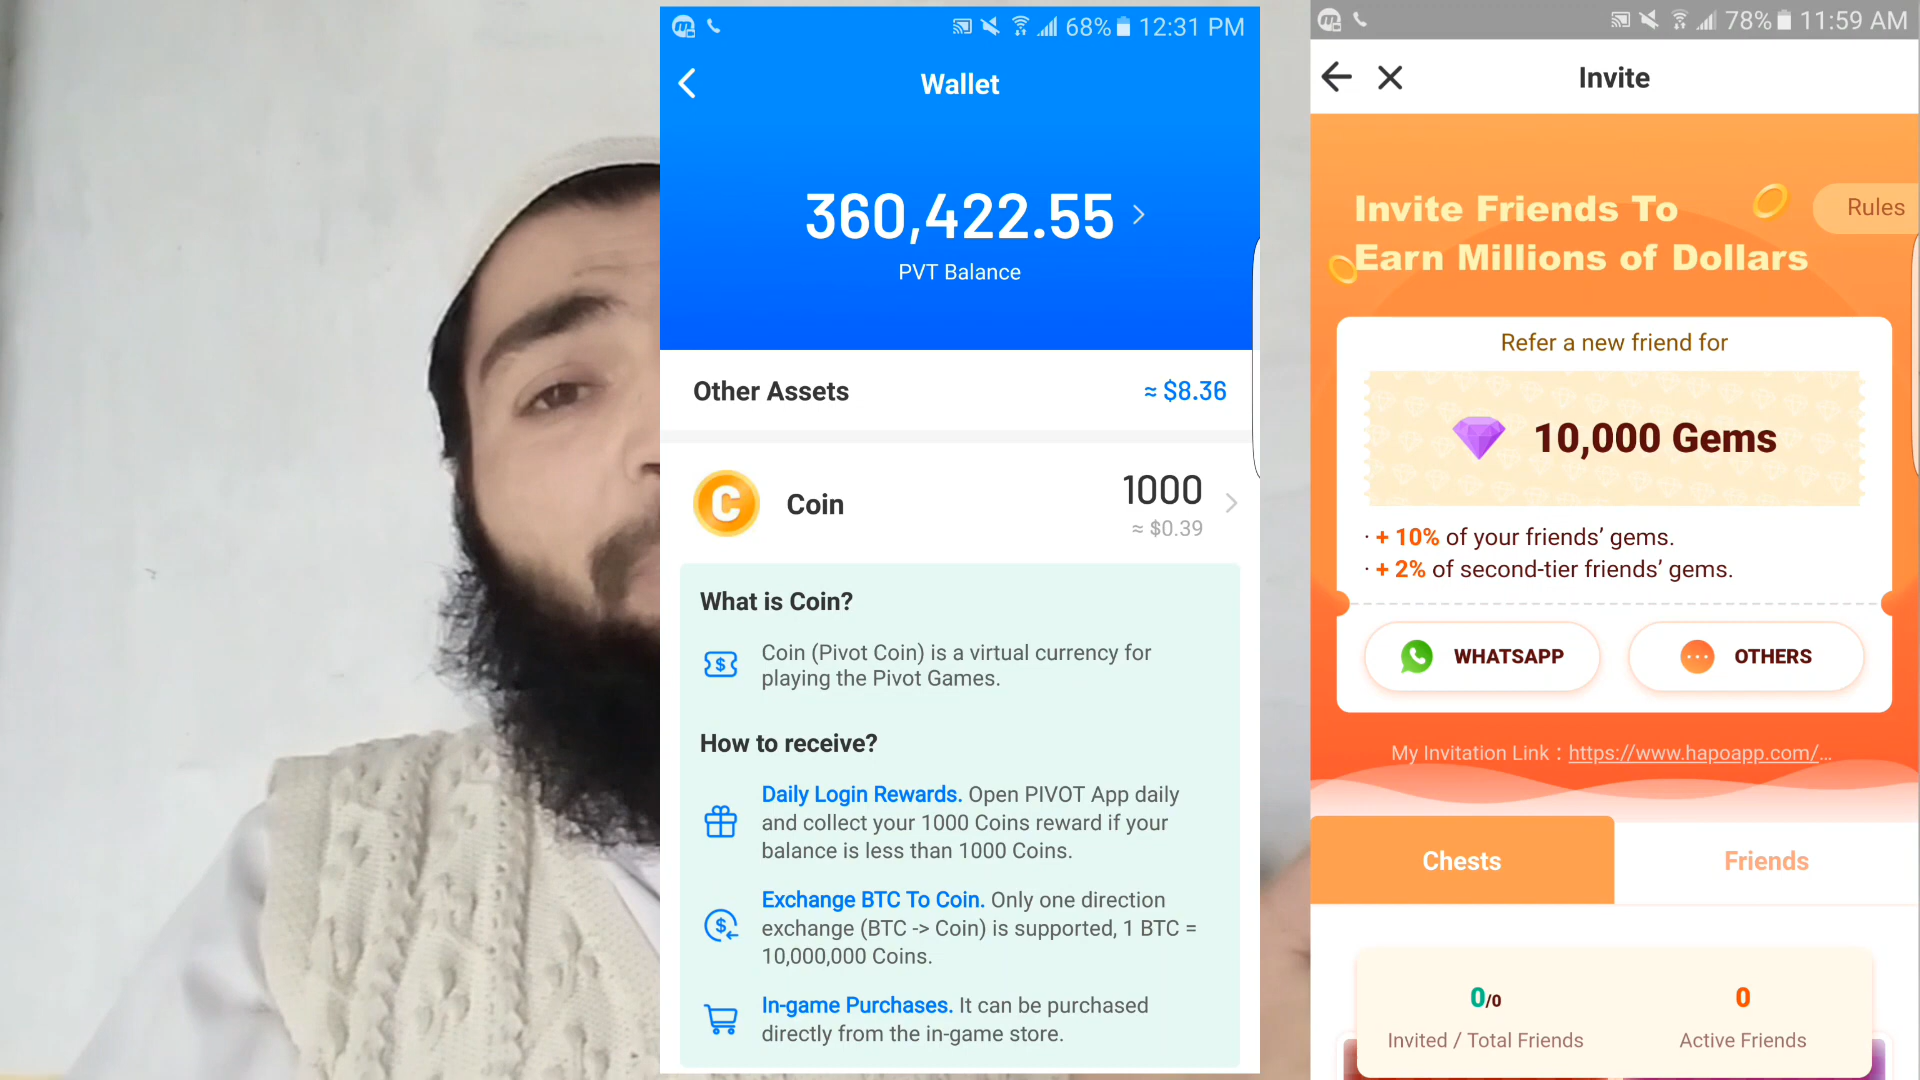 68% 12:31 PM
Wallet
360,422.55
PVT Balance
Other Assets
≈ $8.36
C
Coin
1000
≈ $0.39
What is Coin?
Coin (Pivot Coin) is a virtual currency for
playing the Pivot Games.
How to receive?
Daily Login Rewards. Open PIVOT App daily
and collect your 1000 Coins reward if your
balance is less than 1000 Coins.
Exchange BTC To Coin. Only one direction
exchange (BTC -> Coin) is supported, 1 BTC =
10,000,000 Coins.
In-game Purchases. It can be purchased
directly from the in-game store.
78% 11:59 AM
Invite
Invite Friends To
Earn Millions of Dollars
Rules
Refer a new friend for
10,000 Gems
· + 10% of your friends’ gems.
· + 2% of second-tier friends’ gems.
WHATSAPP
OTHERS
My Invitation Link : https://www.hapoapp.com/...
Chests
Friends
0/0
Invited / Total Friends
0
Active Friends